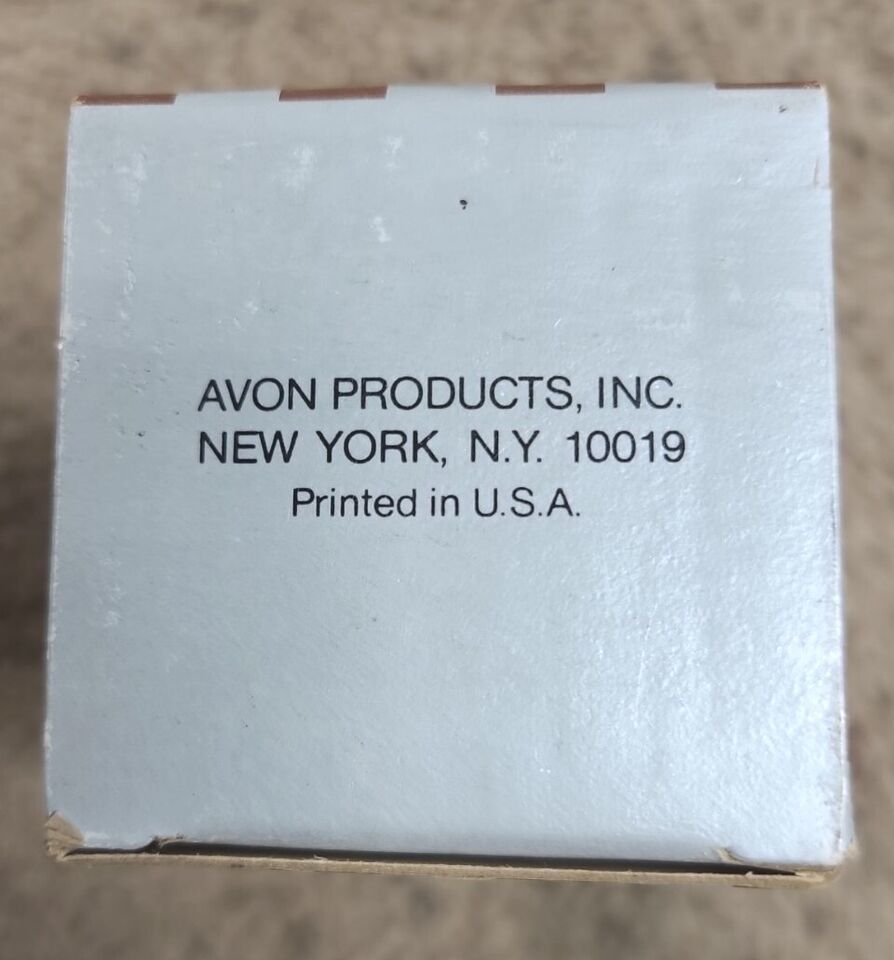 AVON PRODUCTS, INC.
NEW YORK, N.Y. 10019
Printed in U.S.A.